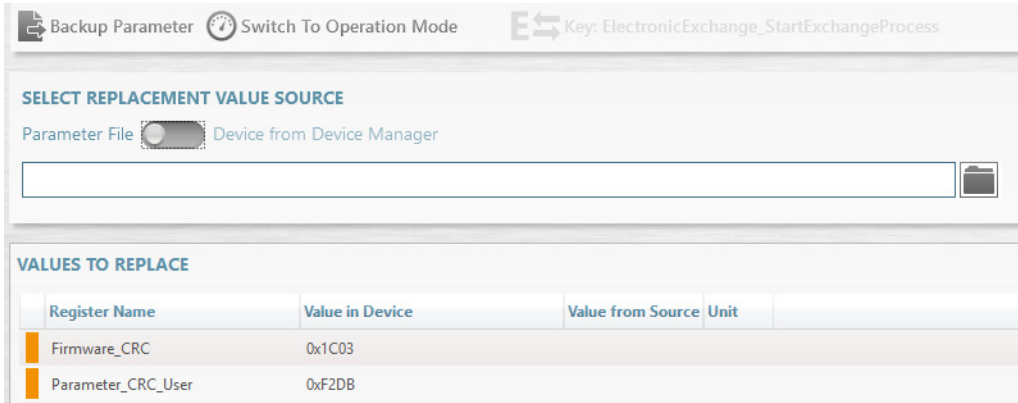 Backup Parameter Switch To Operation Mode E Key: ElectronicExchange_StartExchangeProcess
SELECT REPLACEMENT VALUE SOURCE
Parameter File Device from Device Manager
VALUES TO REPLACE
Register Name Value in Device Value from Source Unit
Firmware_CRC 0x1C03
Parameter_CRC_User 0xF2DB